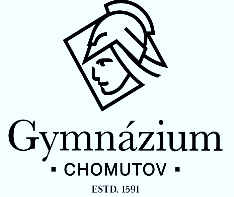 Gymnázium
▪ CHOMUTOV ▪
ESTD. 1591